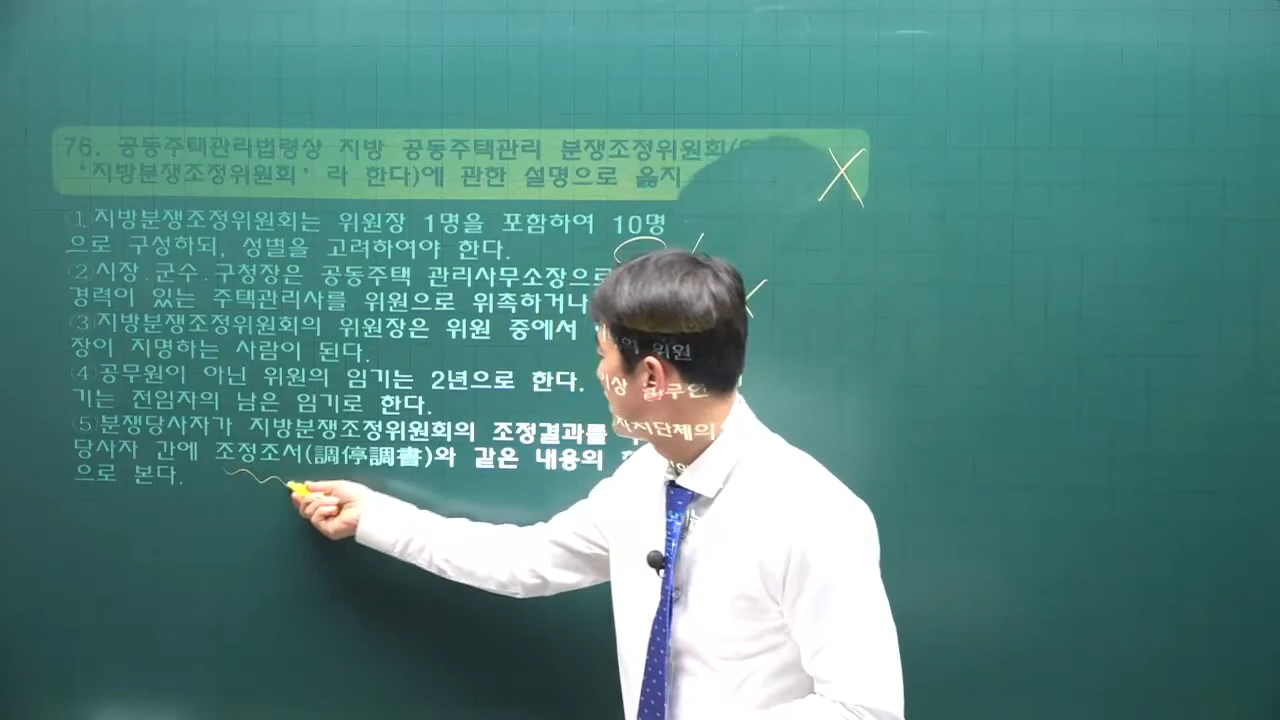 76. 공동주택관리법령상 지방 공동주택관리 분쟁조정위원회(
‘지방분쟁조정위원회’라 한다)에 관한 설명으로 옳지
①지방분쟁조정위원회는 위원장 1명을 포함하여 10명
으로 구성하되, 성별을 고려하여야 한다.
②시장.군수.구청장은 공동주택 관리사무소장으로
경력이 있는 주택관리사를 위원으로 위촉하거나
③지방분쟁조정위원회의 위원장은 위원 중에서
장이 지명하는 사람이 된다.
④공무원이 아닌 위원의 임기는 2년으로 한다.
기는 전임자의 남은 임기로 한다.
⑤분쟁당사자가 지방분쟁조정위원회의 조정결과를
당사자 간에 조정조서(調停調書)와 같은 내용의
으로 본다.